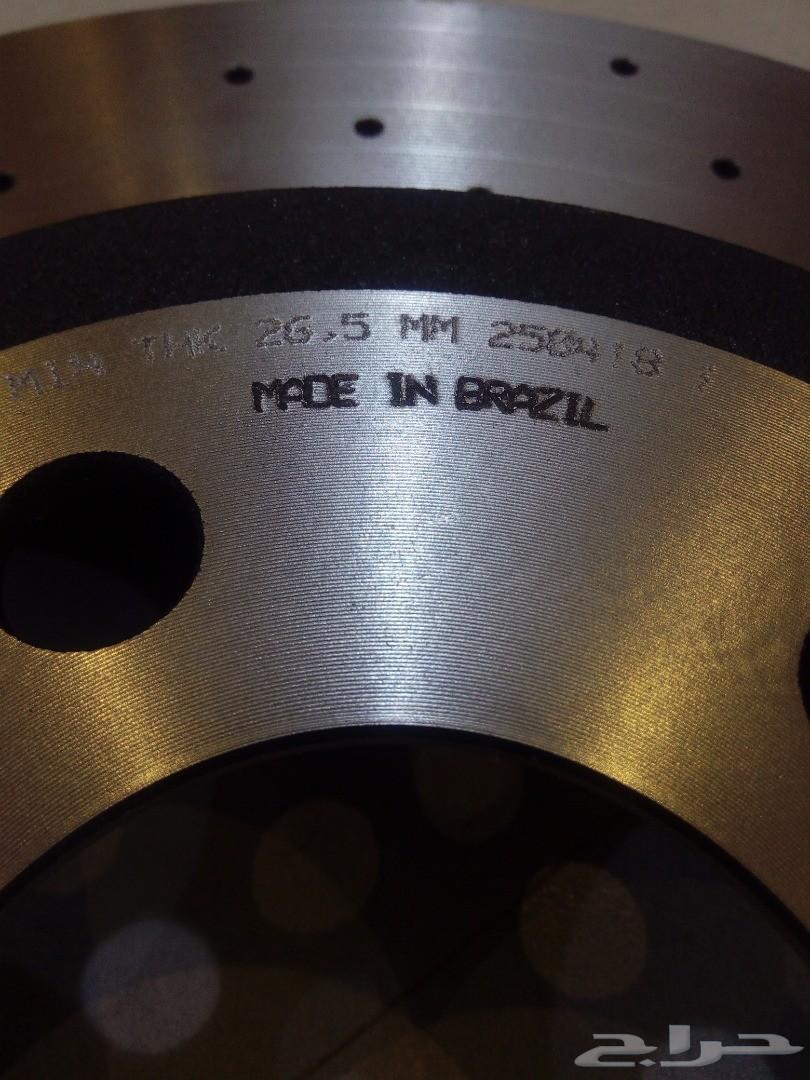 MIN THK 26.5 MM 250418
MADE IN BRAZIL
حراج